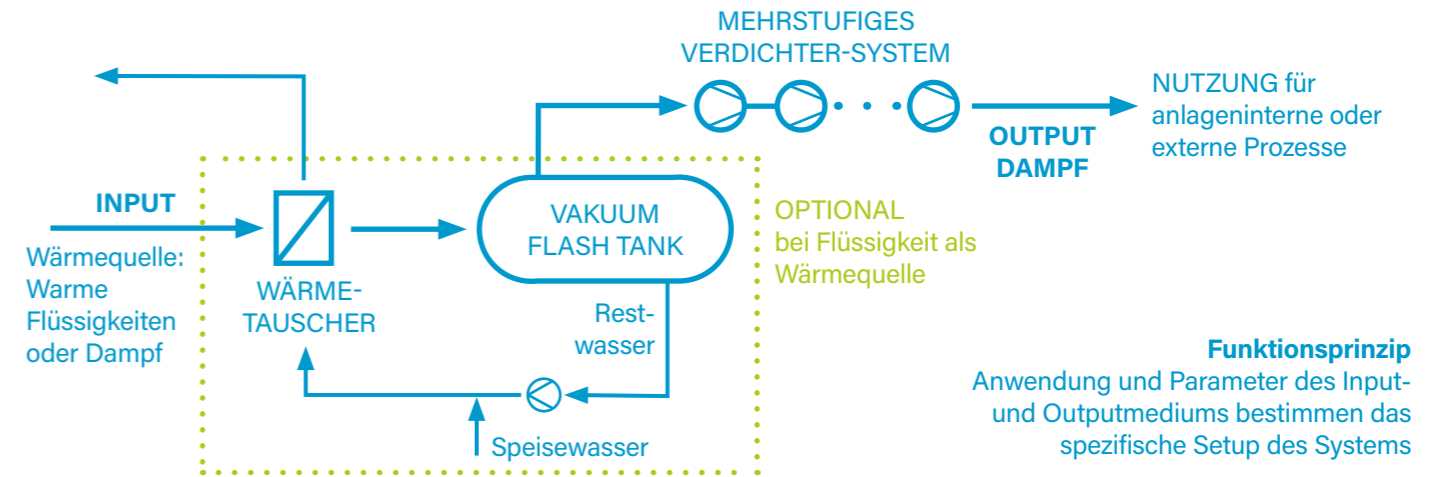 MEHRSTUFIGES
VERDICHTER-SYSTEM
NUTZUNG für
anlageninterne oder
externe Prozesse
OUTPUT
DAMPF
INPUT
Wärmequelle:
Warme
Flüssigkeiten
oder Dampf
WÄRME-
TAUSCHER
VAKUUM
FLASH TANK
OPTIONAL
bei Flüssigkeit als
Wärmequelle
Rest-
wasser
Speisewasser
Funktionsprinzip
Anwendung und Parameter des Input-
und Outputmediums bestimmen das
spezifische Setup des Systems